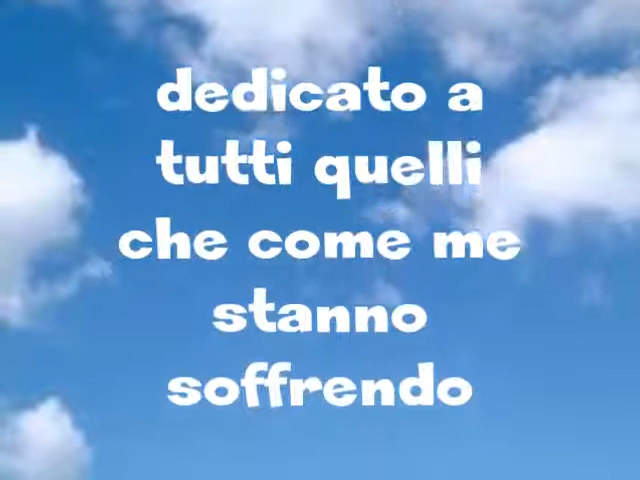 dedicato a
tutti quelli
che come me
stanno
soffrendo